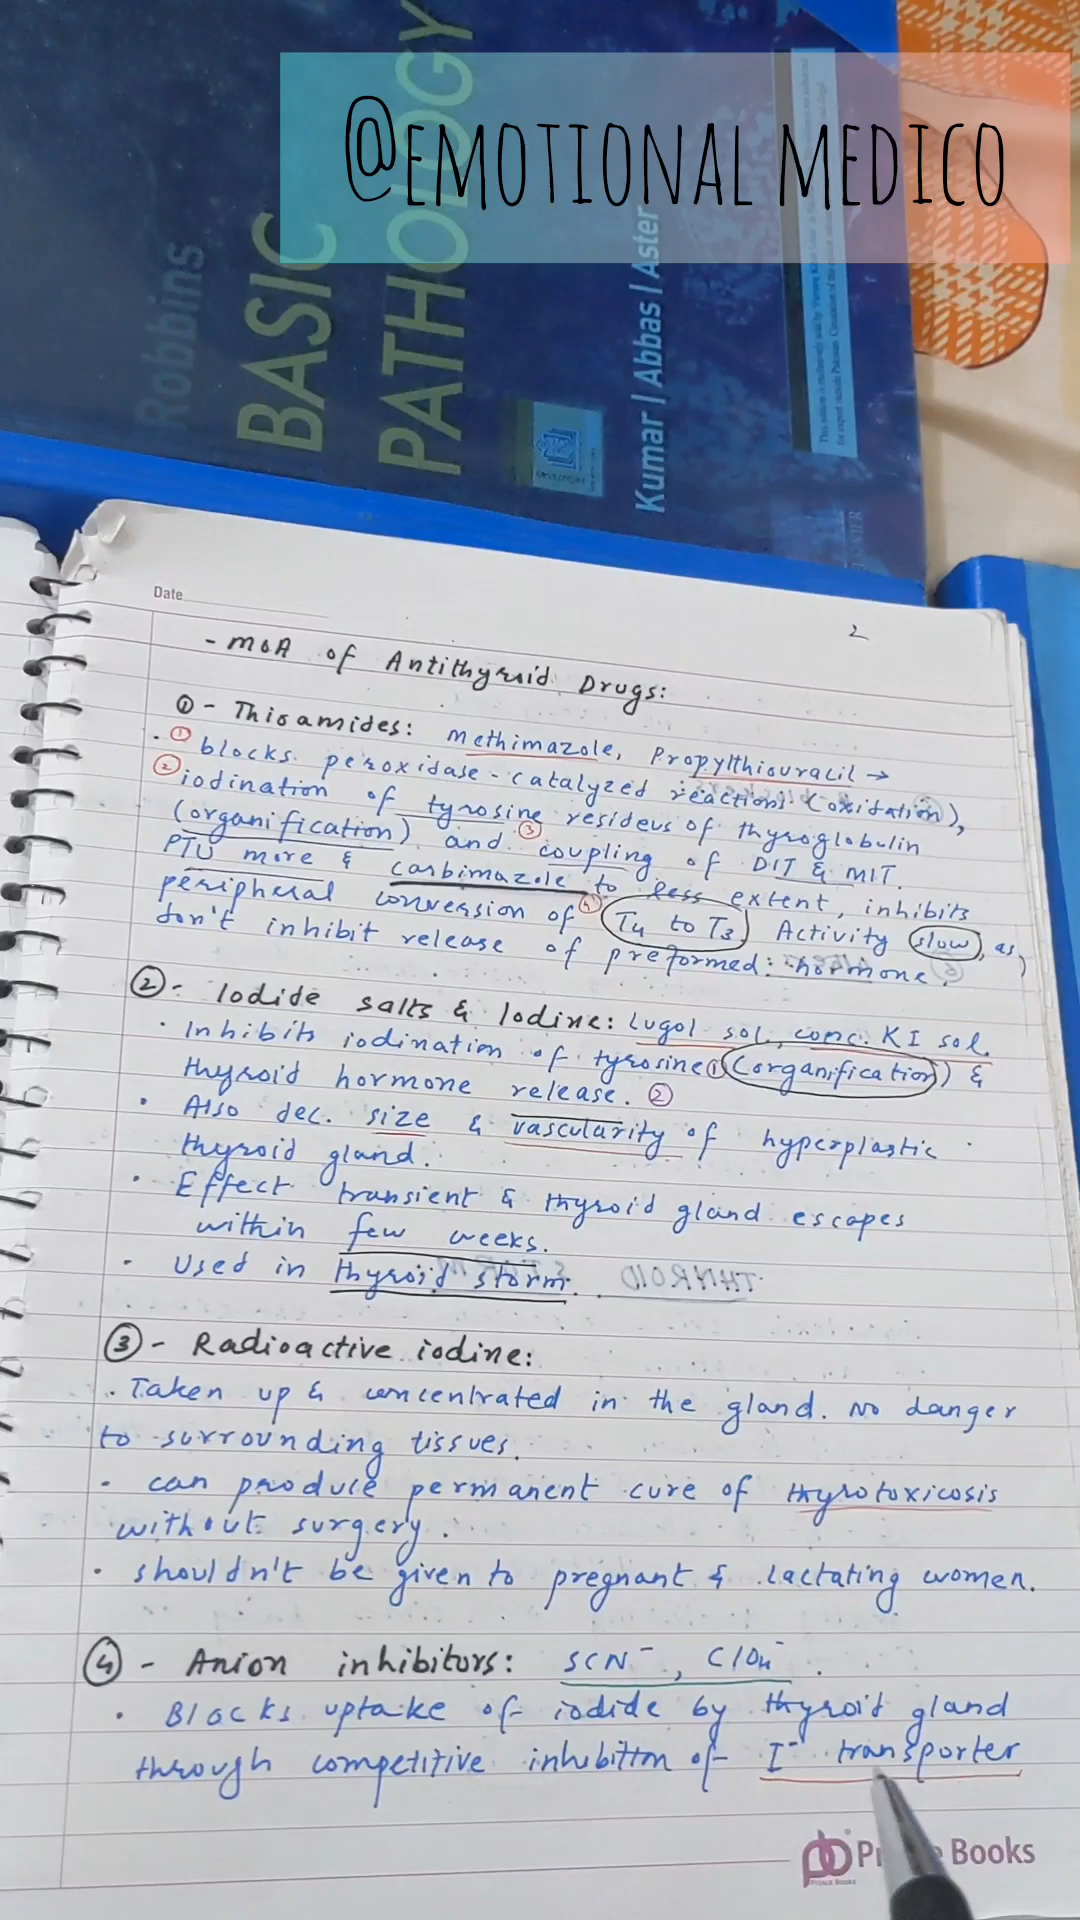 @EMOTIONAL MEDICO
Robbins
BASIC
PATHOLOGY
Kumar | Abbas | Aster
ELSEVIER
Date
2
- MOA of Antithyroid Drugs:
① - Thioamides: Methimazole, Propylthiouracil →
. ① blocks peroxidase - catalyzed reactions (oxidation),
② iodination of tyrosine resideus of thyroglobulin
(organification) and ③ coupling of DIT & MIT.
PTU more & carbimazole to less extent, inhibits
peripheral conversion of ④ T4 to T3 Activity slow, as,
don't inhibit release of preformed hormone.
② - Iodide salts & Iodine: Lugol sol, conc. KI sol.
. Inhibits iodination of tyrosine ① (organification) &
thyroid hormone release. ②
. Also dec. size & vascularity of hyperplastic
thyroid gland.
. Effect transient & thyroid gland escapes
within few weeks.
. Used in thyroid storm.
③ - Radioactive iodine:
. Taken up & concentrated in the gland. No danger
to surrounding tissues.
. can produce permanent cure of thyrotoxicosis
without surgery.
. shouldn't be given to pregnant & lactating women.
④ - Anion inhibitors: SCN⁻, ClO4⁻ .
. Blocks uptake of iodide by thyroid gland
through competitive inhibition of I⁻ transporter
Books